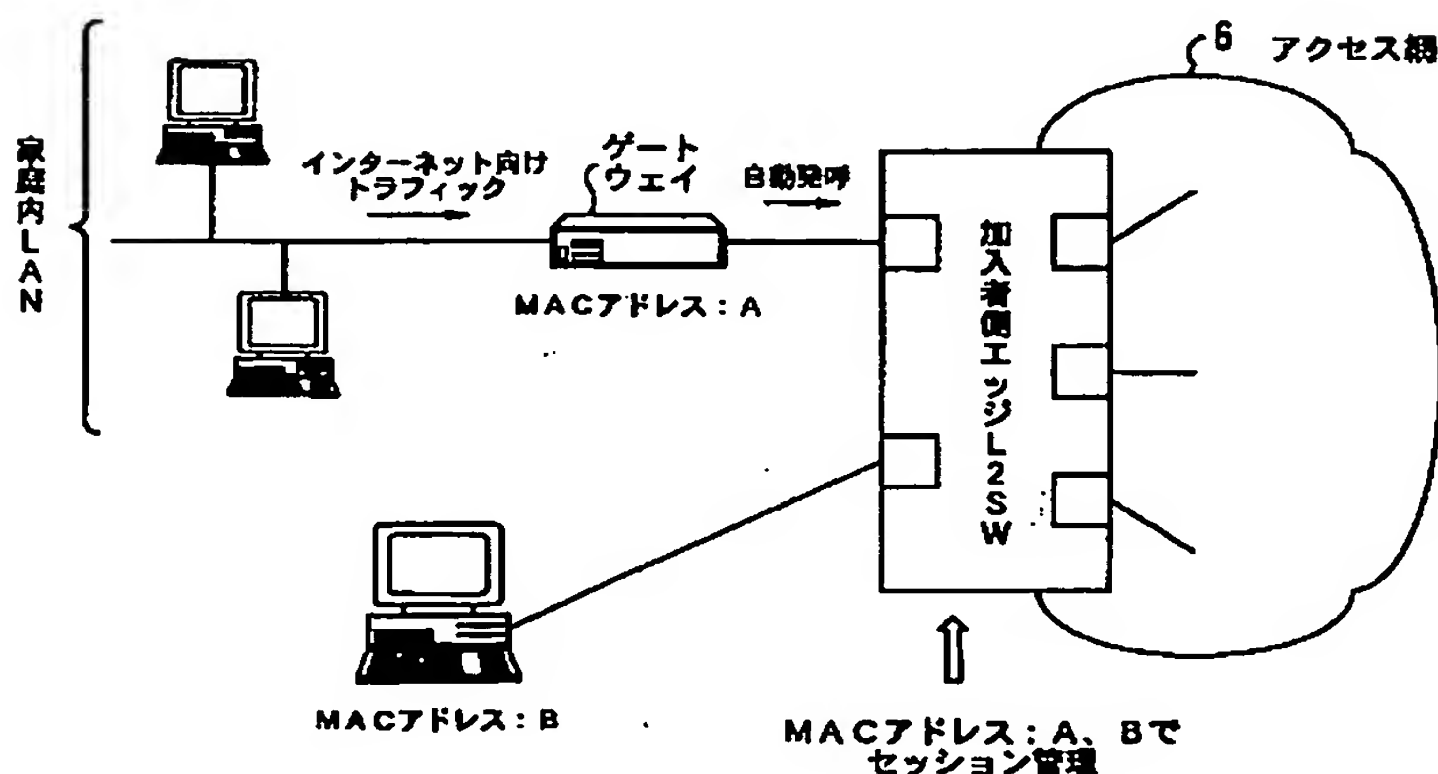 6 アクセス網
家庭内LAN
インターネット向け
トラフィック
ゲート
ウェイ
自動発呼
MACアドレス：A
加入者側エッジL2SW
MACアドレス：B
MACアドレス：A、Bで
セッション管理